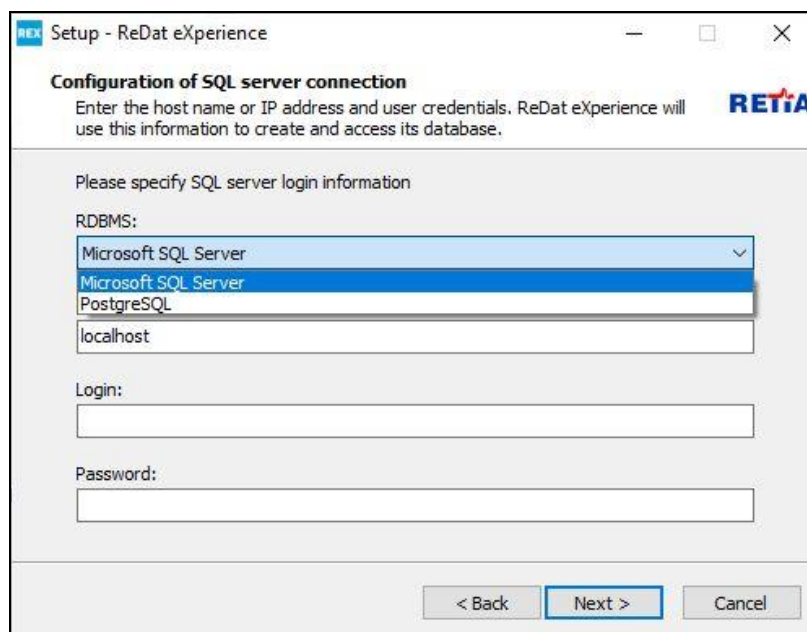 REX Setup - ReDat eXperience
Configuration of SQL server connection
Enter the host name or IP address and user credentials. ReDat eXperience will
use this information to create and access its database.
RETIA
Please specify SQL server login information
RDBMS:
Microsoft SQL Server
Microsoft SQL Server
PostgreSQL
localhost
Login:
Password:
< Back
Next >
Cancel